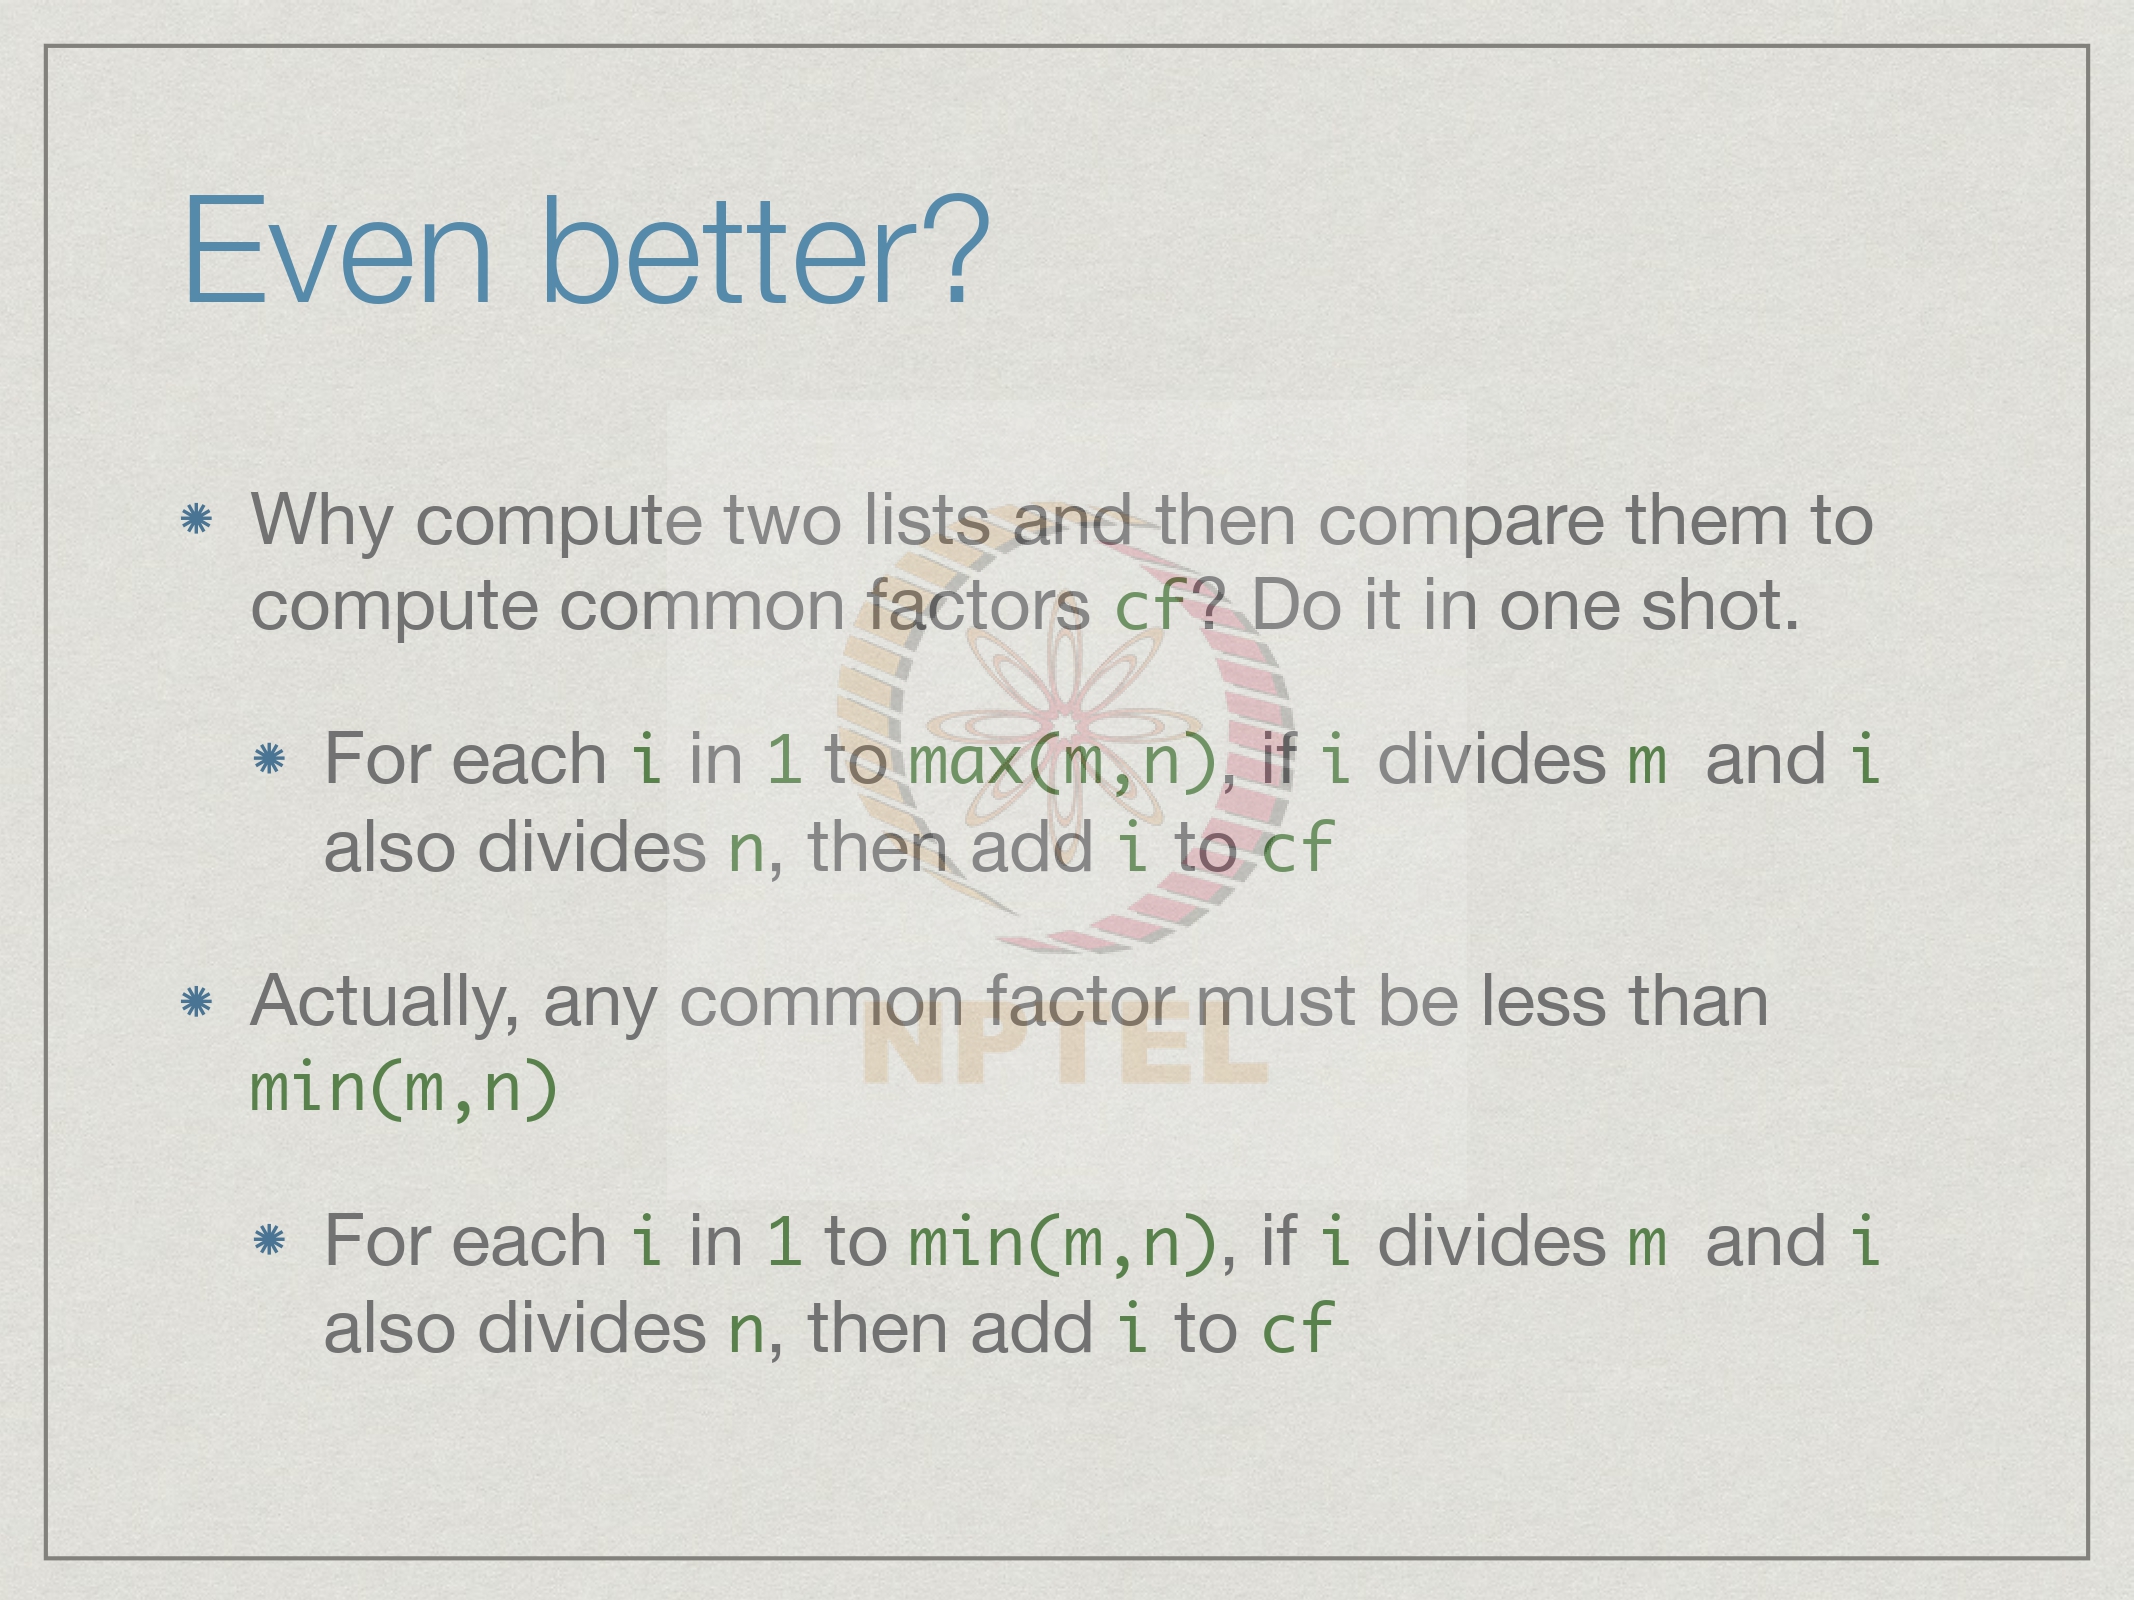 Even better?
Why compute two lists and then compare them to
compute common factors cf? Do it in one shot.
For each i in 1 to max(m,n), if i divides m and i
also divides n, then add i to cf
Actually, any common factor must be less than
min(m,n)
NPTEL
For each i in 1 to min(m,n), if i divides m and i
also divides n, then add i to cf